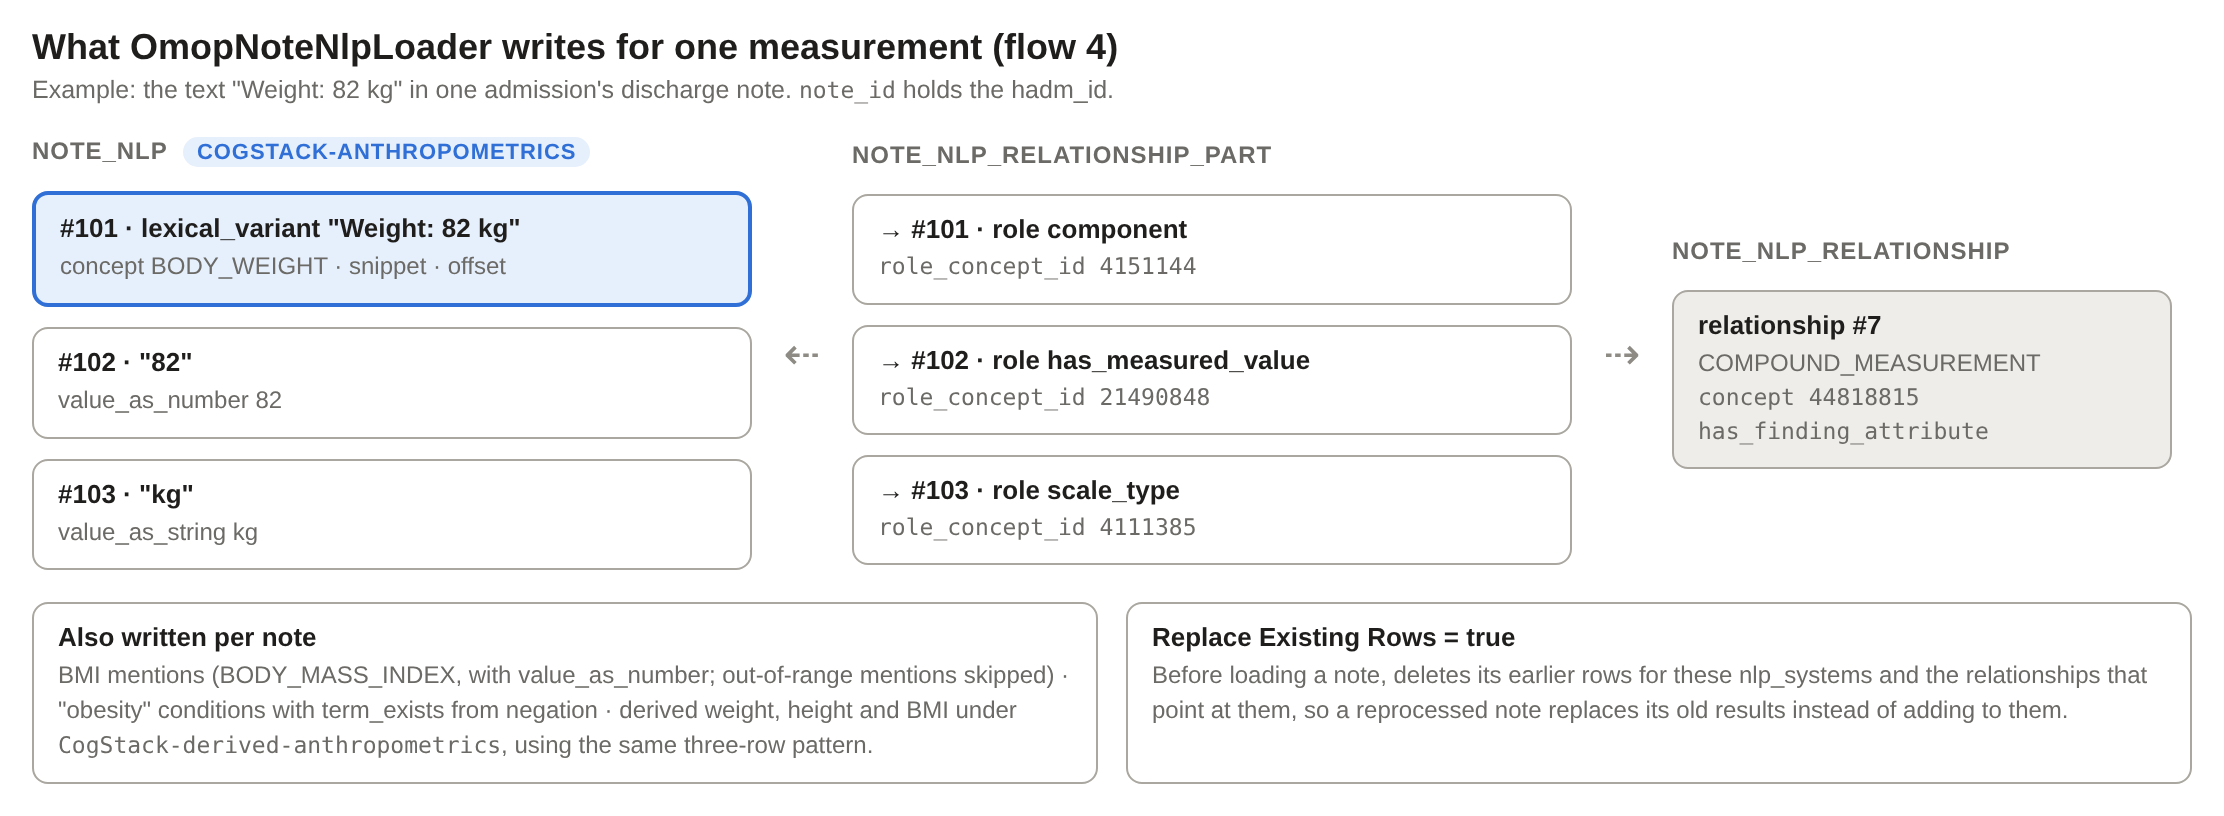 What OmopNoteNlpLoader writes for one measurement (flow 4)
Example: the text "Weight: 82 kg" in one admission's discharge note. note_id holds the hadm_id.
NOTE_NLP COGSTACK-ANTHROPOMETRICS
#101 · lexical_variant "Weight: 82 kg"
concept BODY_WEIGHT · snippet · offset
#102 · "82"
value_as_number 82
#103 · "kg"
value_as_string kg
NOTE_NLP_RELATIONSHIP_PART
→ #101 · role component
role_concept_id 4151144
→ #102 · role has_measured_value
role_concept_id 21490848
→ #103 · role scale_type
role_concept_id 4111385
NOTE_NLP_RELATIONSHIP
relationship #7
COMPOUND_MEASUREMENT
concept 44818815
has_finding_attribute
Also written per note
BMI mentions (BODY_MASS_INDEX, with value_as_number; out-of-range mentions skipped) ·
"obesity" conditions with term_exists from negation · derived weight, height and BMI under
CogStack-derived-anthropometrics, using the same three-row pattern.
Replace Existing Rows = true
Before loading a note, deletes its earlier rows for these nlp_systems and the relationships that
point at them, so a reprocessed note replaces its old results instead of adding to them.